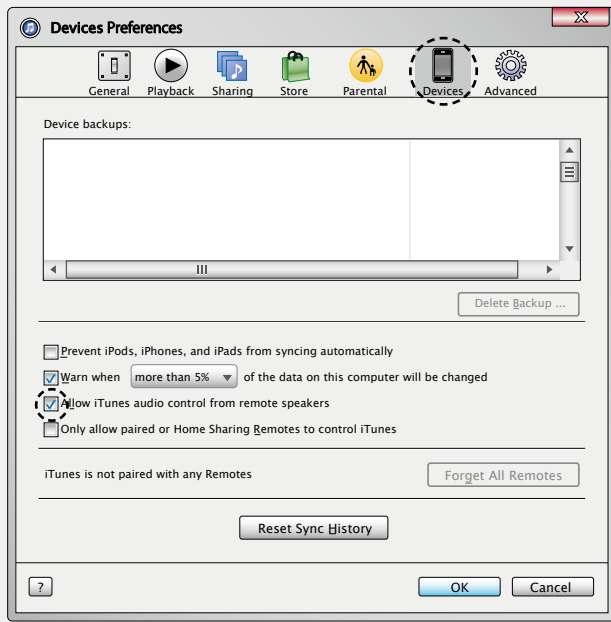 Devices Preferences
General Playback Sharing Store Parental Devices Advanced
Device backups:
Delete Backup ...
Prevent iPods, iPhones, and iPads from syncing automatically
Warn when more than 5% of the data on this computer will be changed
Allow iTunes audio control from remote speakers
Only allow paired or Home Sharing Remotes to control iTunes
iTunes is not paired with any Remotes Forget All Remotes
Reset Sync History
? OK Cancel